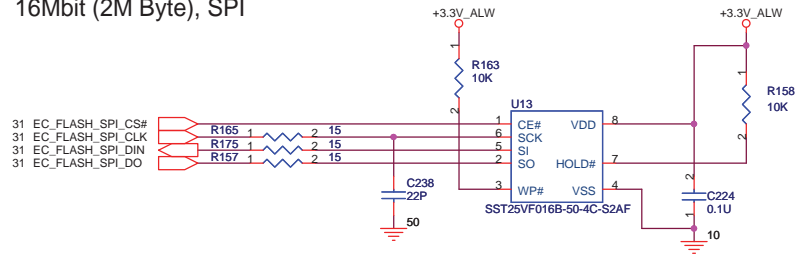 16Mbit (2M Byte), SPI
+3.3V_ALW
+3.3V_ALW
1
R163
10K
2
1
R158
10K
2
U13
31 EC_FLASH_SPI_CS#
31 EC_FLASH_SPI_CLK
31 EC_FLASH_SPI_DIN
31 EC_FLASH_SPI_DO
R165 1 2 15
R175 1 2 15
R157 1 2 15
1 CE# VDD 8
6 SCK
5 SI
2 SO HOLD# 7
3 WP# VSS 4
SST25VF016B-50-4C-S2AF
C238
22P
50
2
C224
0.1U
1
10